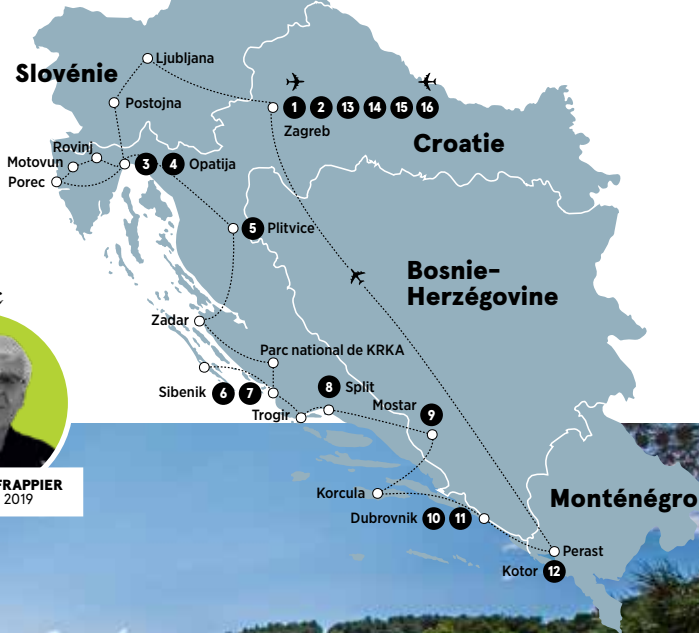 Ljubljana
Slovénie
Postojna
1 2 13 14 15 16
Zagreb
Croatie
Rovinj
Motovun
Porec
3 4 Opatija
5 Plitvice
Bosnie-
Herzégovine
Zadar
Parc national de KRKA
Sibenik 6 7
8 Split
Trogir
Mostar 9
FRAPPIER
2019
Korcula
Monténégro
Dubrovnik 10 11
Perast
Kotor 12